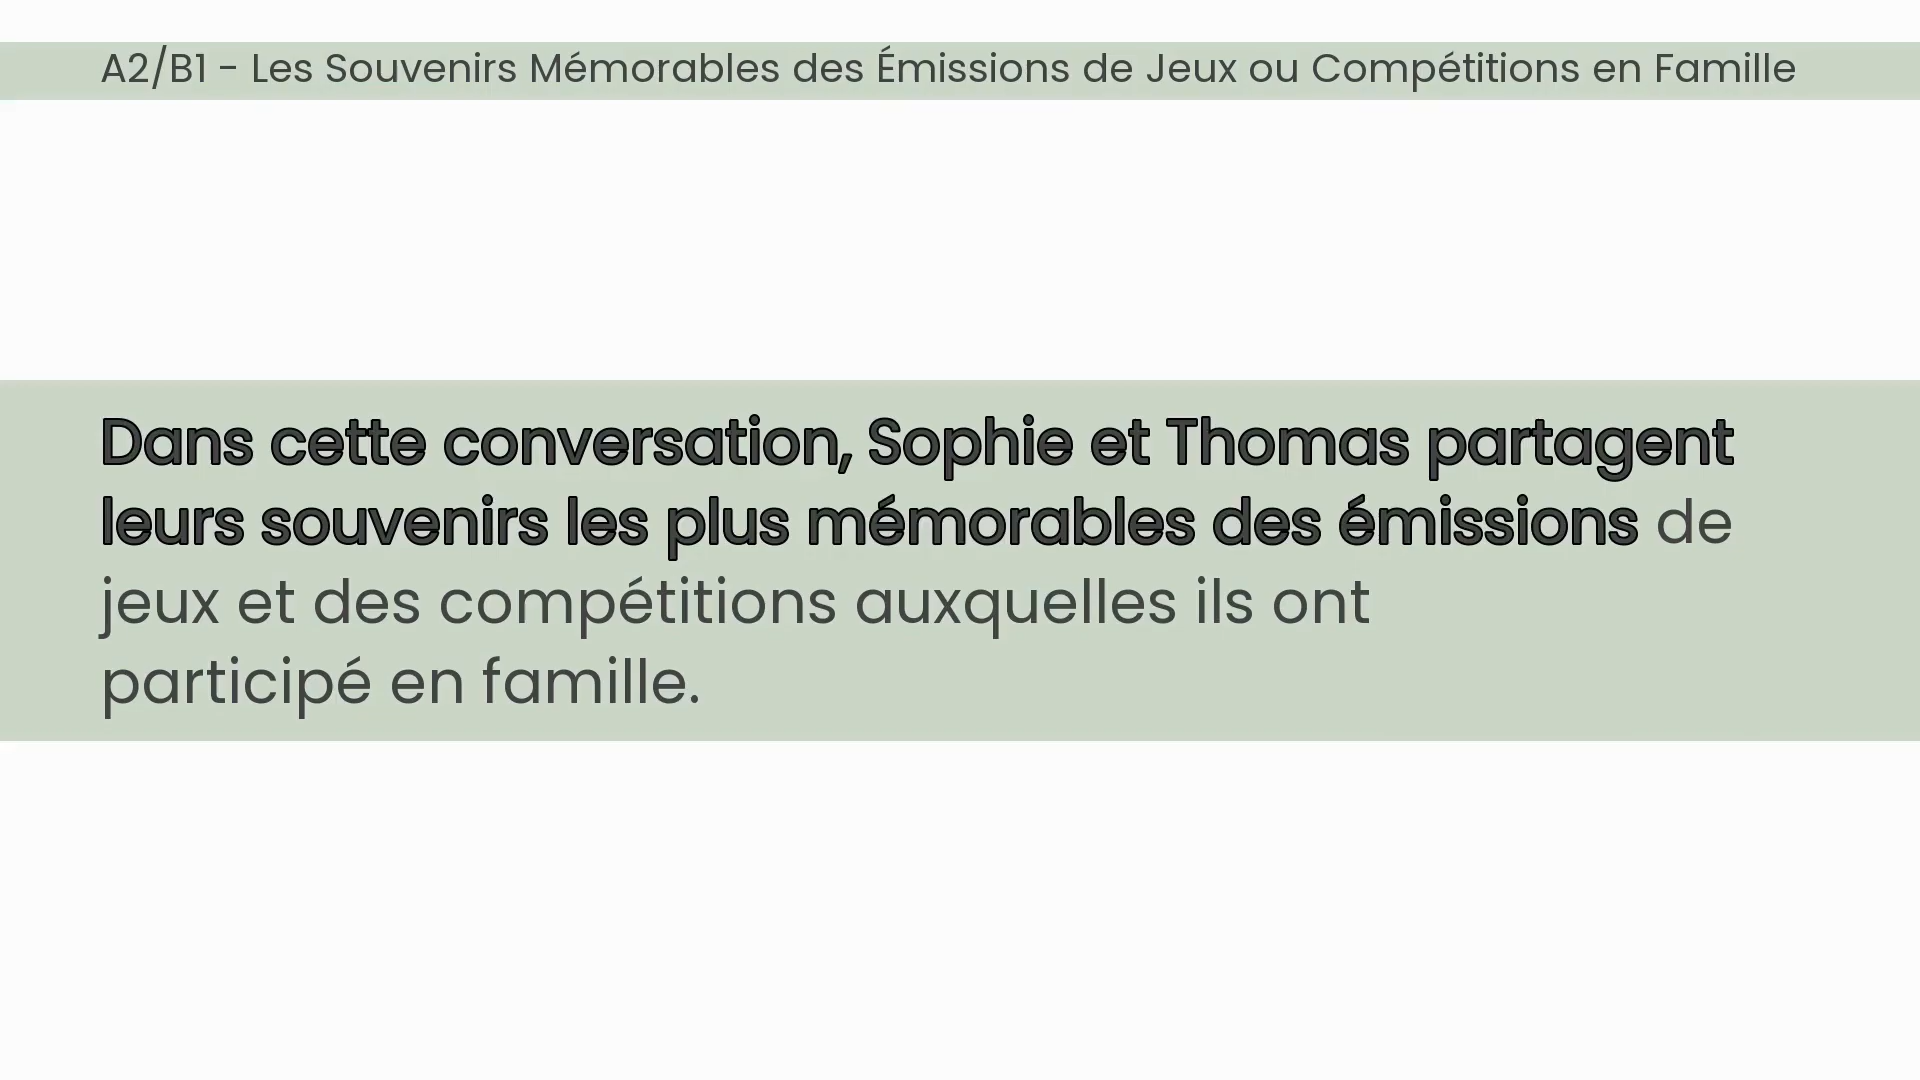 A2/B1 - Les Souvenirs Mémorables des Émissions de Jeux ou Compétitions en Famille
Dans cette conversation, Sophie et Thomas partagent
leurs souvenirs les plus mémorables des émissions de
jeux et des compétitions auxquelles ils ont
participé en famille.